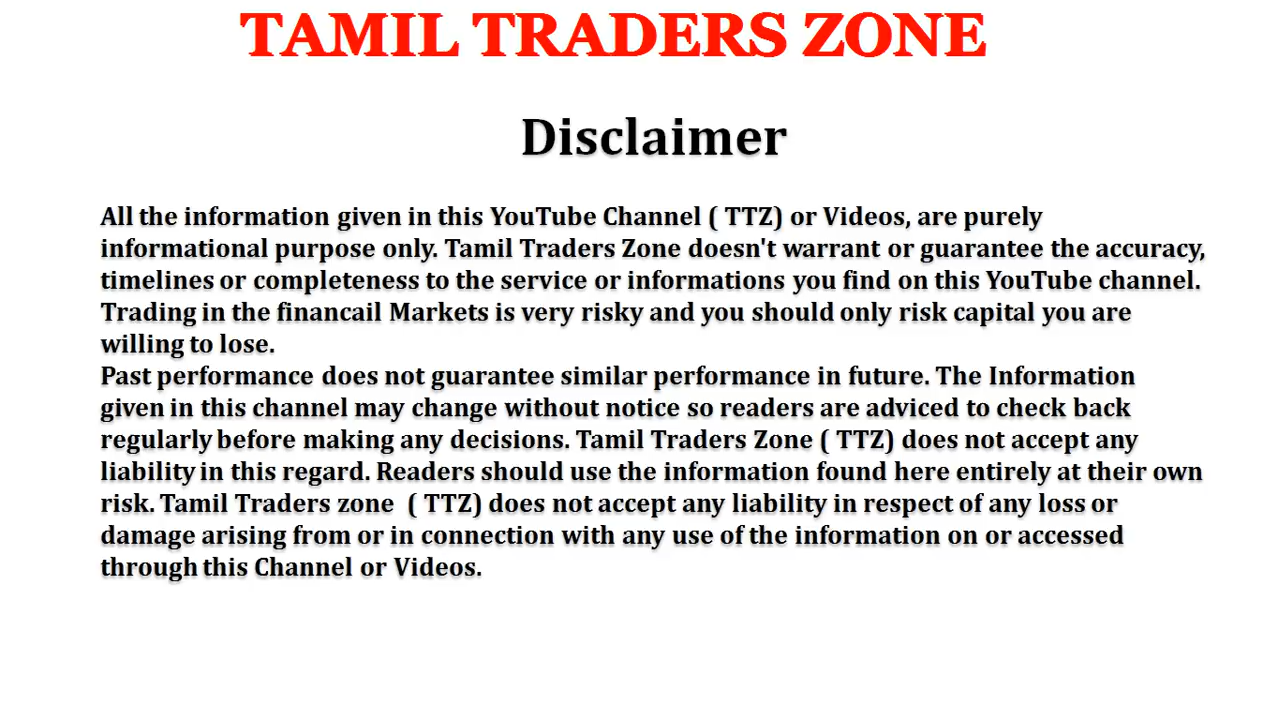 TAMIL TRADERS ZONE
Disclaimer
All the information given in this YouTube Channel ( TTZ) or Videos, are purely
informational purpose only. Tamil Traders Zone doesn't warrant or guarantee the accuracy,
timelines or completeness to the service or informations you find on this YouTube channel.
Trading in the financail Markets is very risky and you should only risk capital you are
willing to lose.
Past performance does not guarantee similar performance in future. The Information
given in this channel may change without notice so readers are adviced to check back
regularly before making any decisions. Tamil Traders Zone ( TTZ) does not accept any
liability in this regard. Readers should use the information found here entirely at their own
risk. Tamil Traders zone  ( TTZ) does not accept any liability in respect of any loss or
damage arising from or in connection with any use of the information on or accessed
through this Channel or Videos.